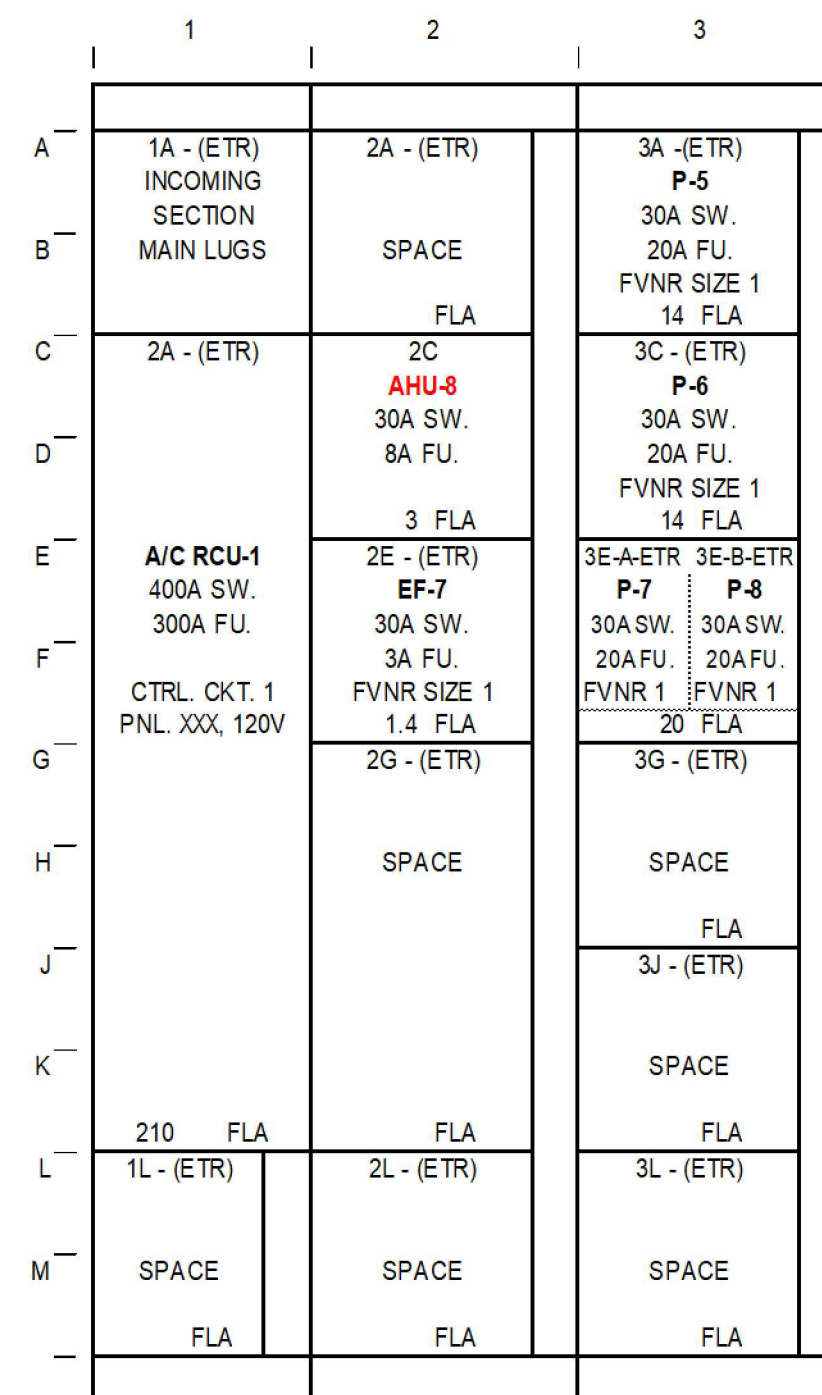 1 2 3
A
B
C
D
E
F
G
H
J
K
L
M
1A - (ETR)
INCOMING
SECTION
MAIN LUGS
2A - (ETR)
A/C RCU-1
400A SW.
300A FU.
CTRL. CKT. 1
PNL. XXX, 120V
210 FLA
1L - (ETR)
SPACE
FLA
2A - (ETR)
SPACE
FLA
2C
AHU-8
30A SW.
8A FU.
3 FLA
2E - (ETR)
EF-7
30A SW.
3A FU.
FVNR SIZE 1
1.4 FLA
2G - (ETR)
SPACE
FLA
2L - (ETR)
SPACE
FLA
3A -(ETR)
P-5
30A SW.
20A FU.
FVNR SIZE 1
14 FLA
3C - (ETR)
P-6
30A SW.
20A FU.
FVNR SIZE 1
14 FLA
3E-A-ETR 3E-B-ETR
P-7 P-8
30A SW. 30A SW.
20A FU. 20A FU.
FVNR 1 FVNR 1
20 FLA
3G - (ETR)
SPACE
FLA
3J - (ETR)
SPACE
FLA
3L - (ETR)
SPACE
FLA